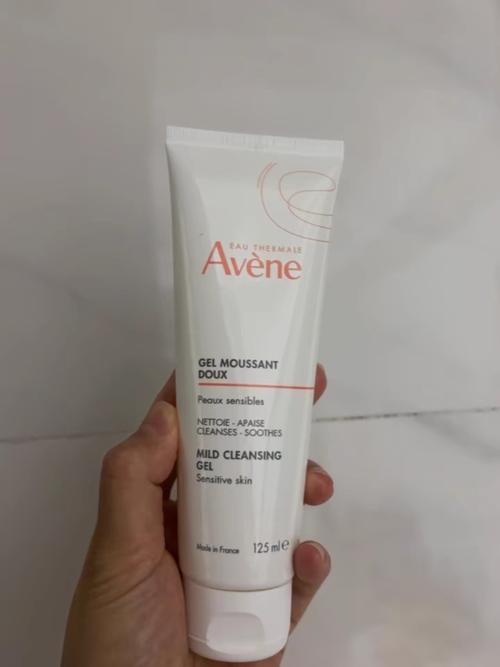 EAU THERMALE
Avène
GEL MOUSSANT
DOUX
Peaux sensibles
NETTOIE - APAISE
CLEANSES - SOOTHES
MILD CLEANSING
GEL
Sensitive skin
Made in France 125 ml ℮